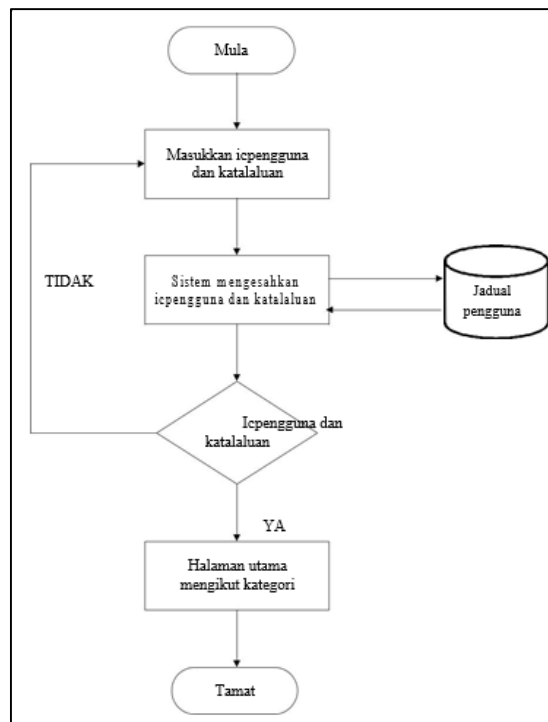 Mula
Masukkan icpengguna
dan katalaluan
TIDAK
Sistem mengesahkan
icpengguna dan katalaluan
Jadual
pengguna
Icpengguna dan
katalaluan
YA
Halaman utama
mengikut kategori
Tamat